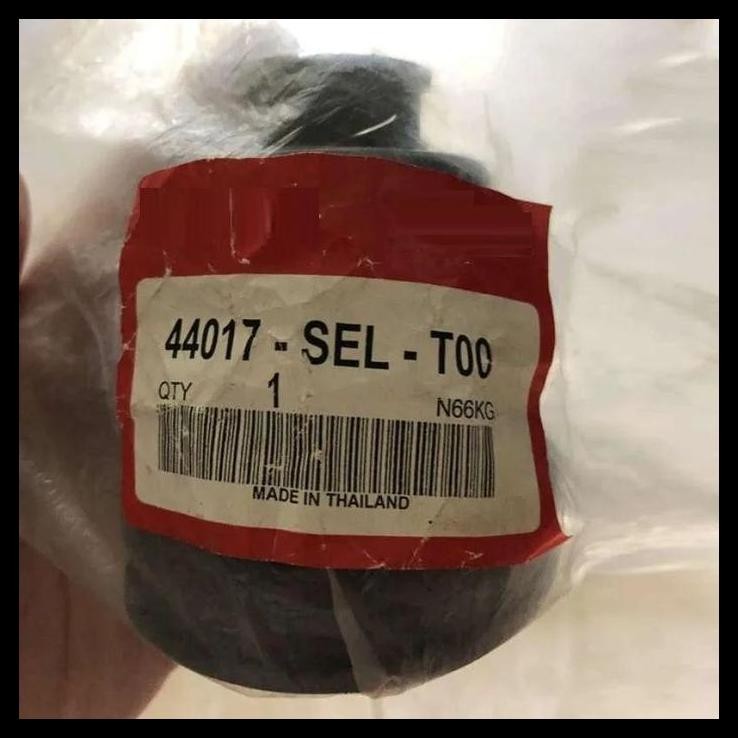 44017 - SEL - T00
QTY 1 N66KG
MADE IN THAILAND